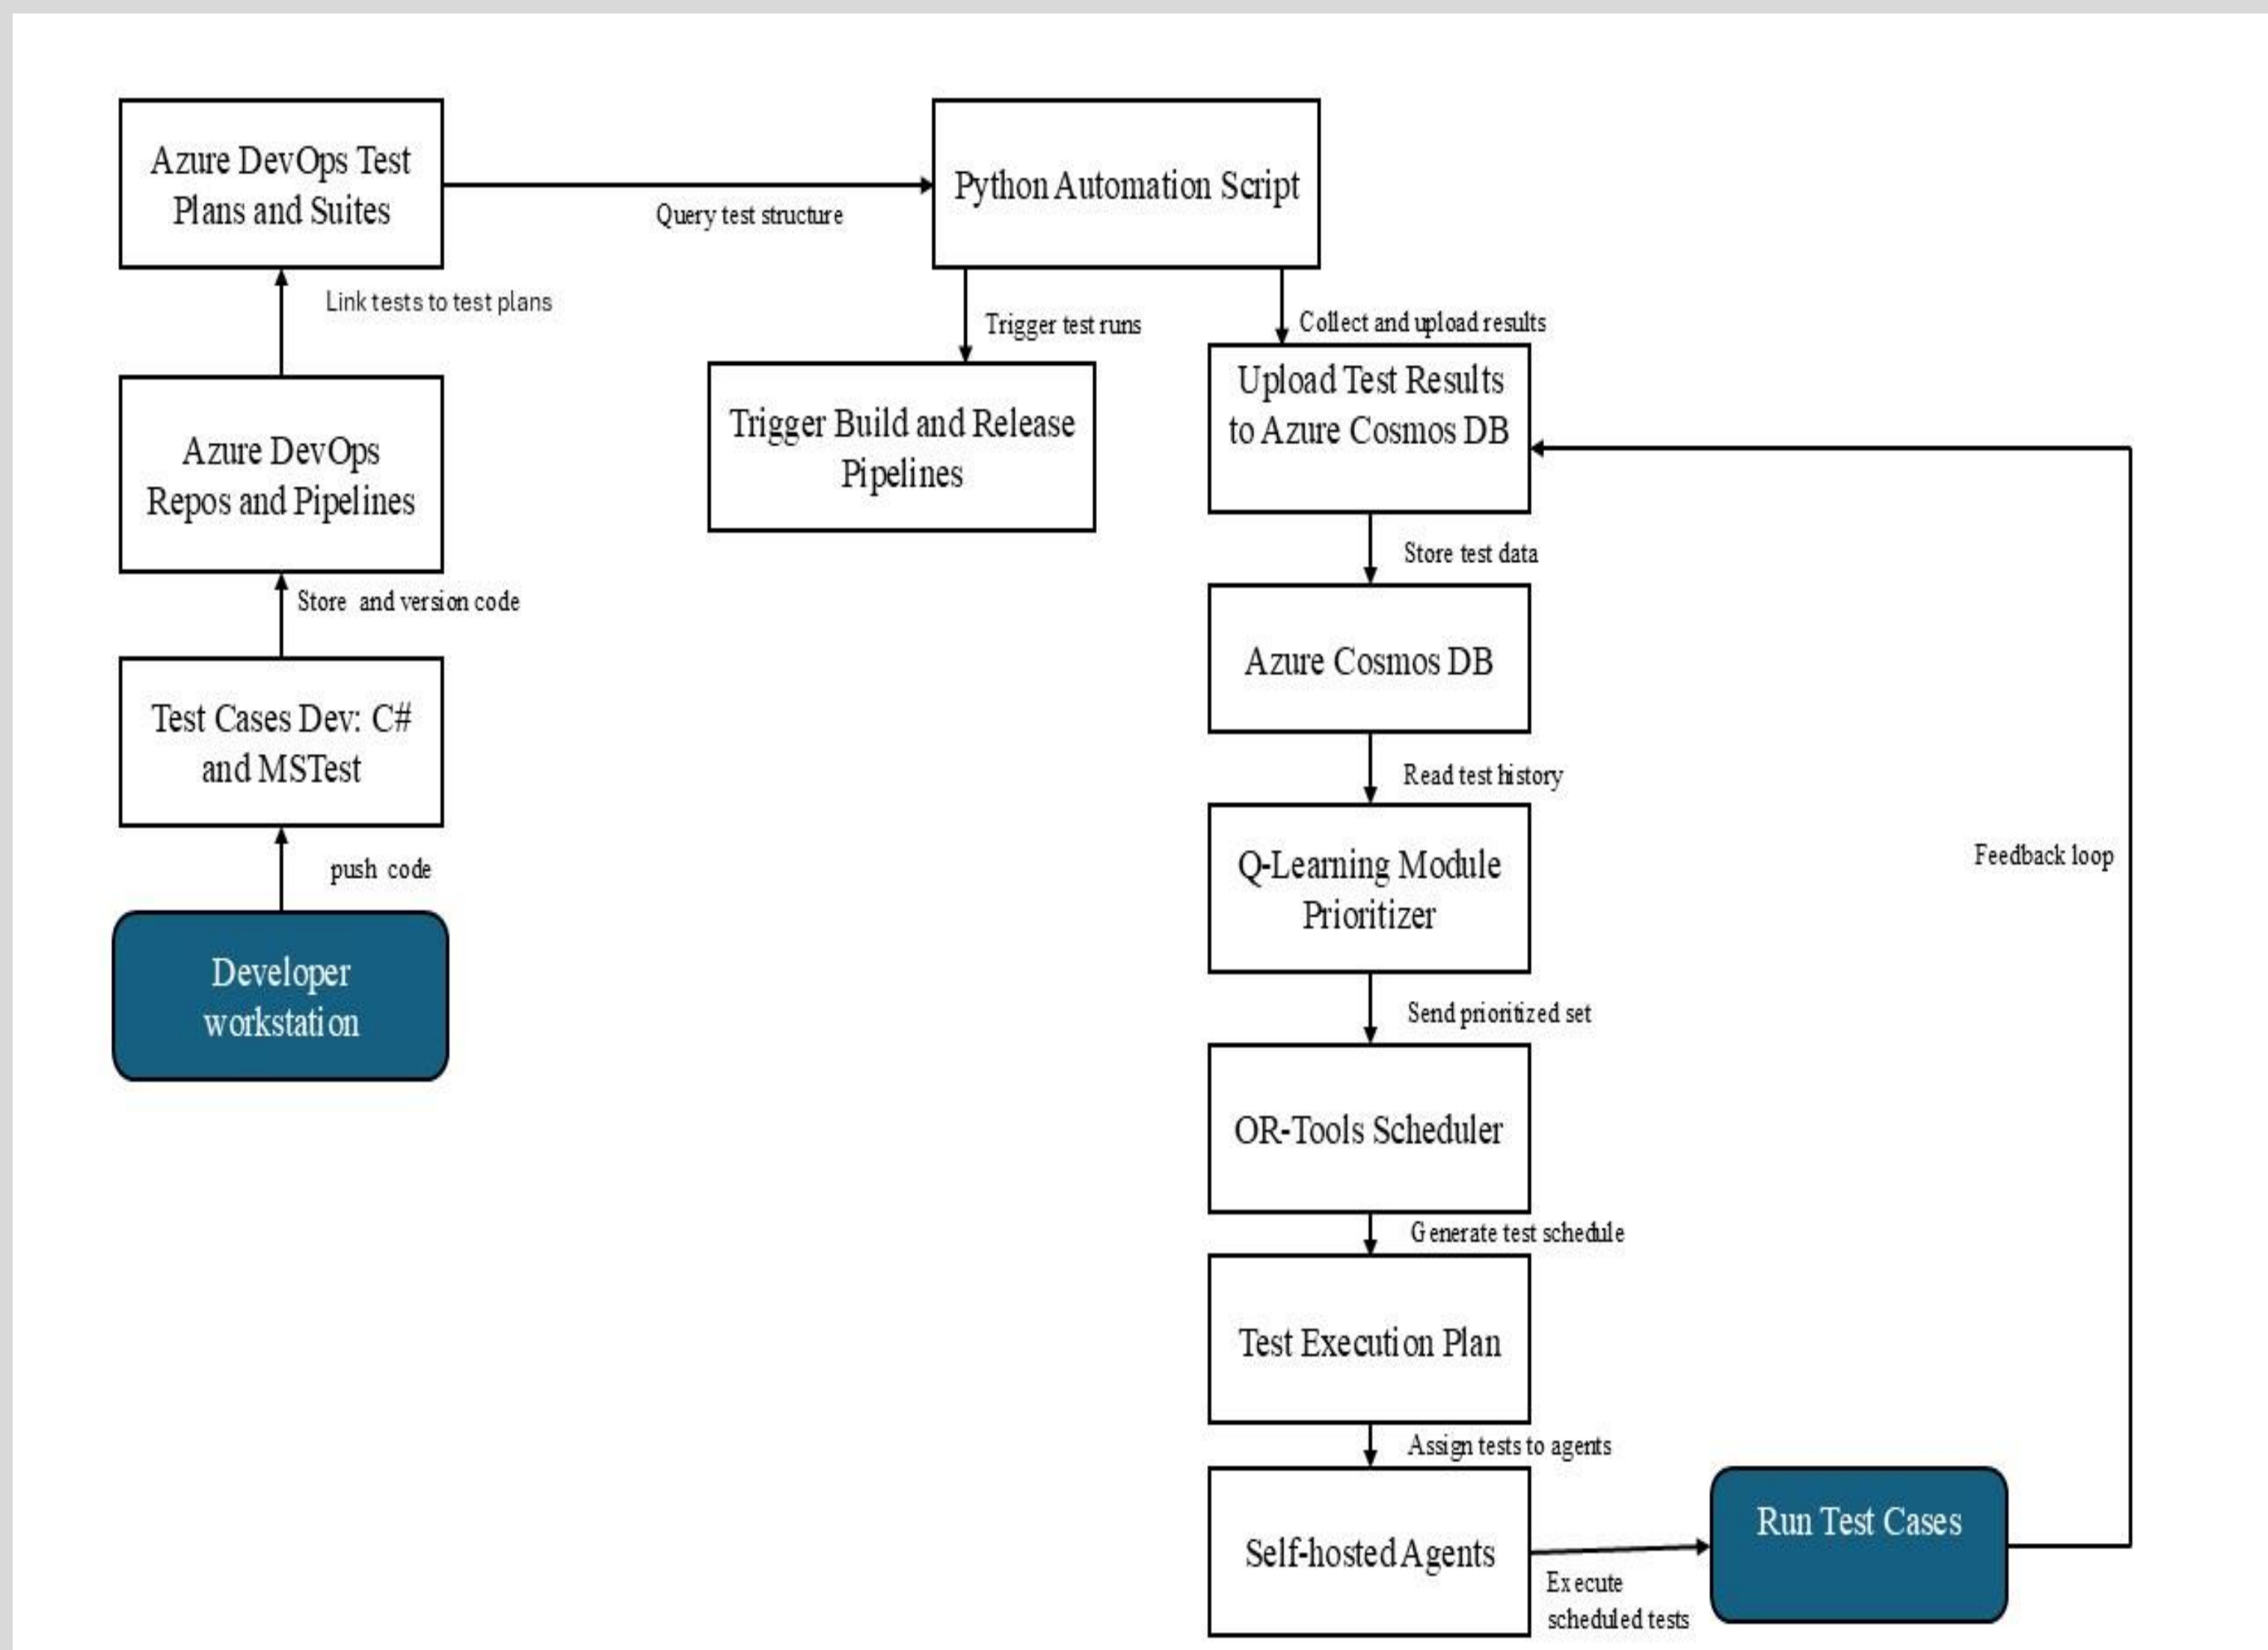 Azure DevOps Test
Plans and Suites
Query test structure
Python Automation Script
Link tests to test plans
Trigger test runs
Collect and upload results
Azure DevOps
Repos and Pipelines
Trigger Build and Release
Pipelines
Upload Test Results
to Azure Cosmos DB
Store test data
Store and version code
Azure Cosmos DB
Test Cases Dev: C#
and MSTest
Read test history
push code
Q-Learning Module
Prioritizer
Feedback loop
Developer
workstation
Send prioritized set
OR-Tools Scheduler
Generate test schedule
Test Execution Plan
Assign tests to agents
Self-hosted Agents
Execute
scheduled tests
Run Test Cases